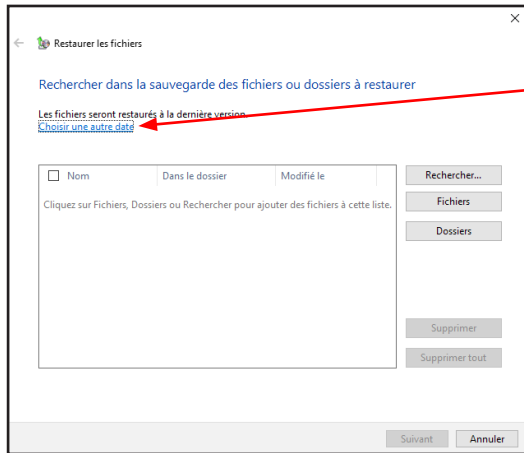 Restaurer les fichiers
Rechercher dans la sauvegarde des fichiers ou dossiers à restaurer
Les fichiers seront restaurés à la dernière version.
Choisir une autre date
Nom Dans le dossier Modifié le
Cliquez sur Fichiers, Dossiers ou Rechercher pour ajouter des fichiers à cette liste.
Rechercher...
Fichiers
Dossiers
Supprimer
Supprimer tout
Suivant Annuler